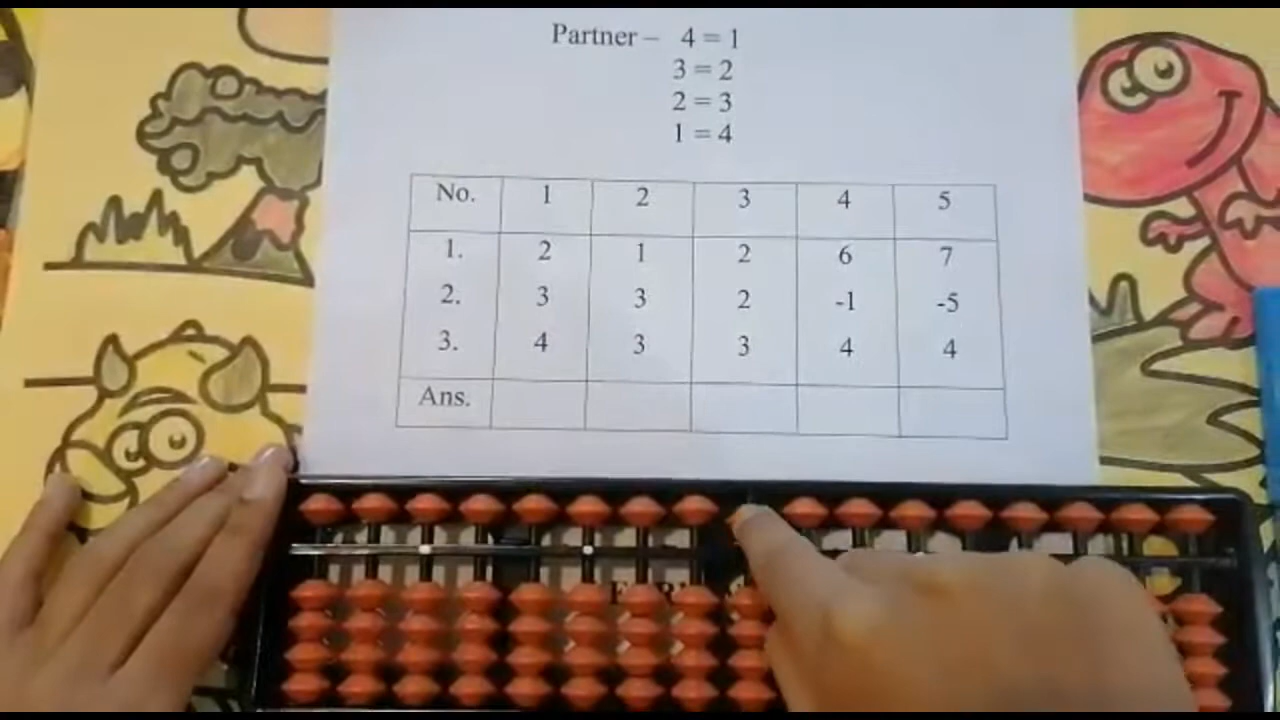 Partner – 4 = 1
3 = 2
2 = 3
1 = 4
No. 1 2 3 4 5
1. 2 1 2 6 7
2. 3 3 2 -1 -5
3. 4 3 3 4 4
Ans.